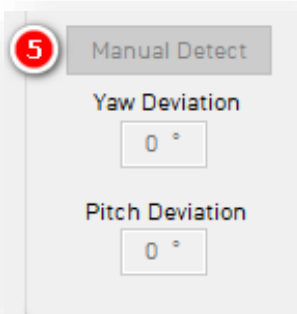 5 Manual Detect
Yaw Deviation
0 °
Pitch Deviation
0 °